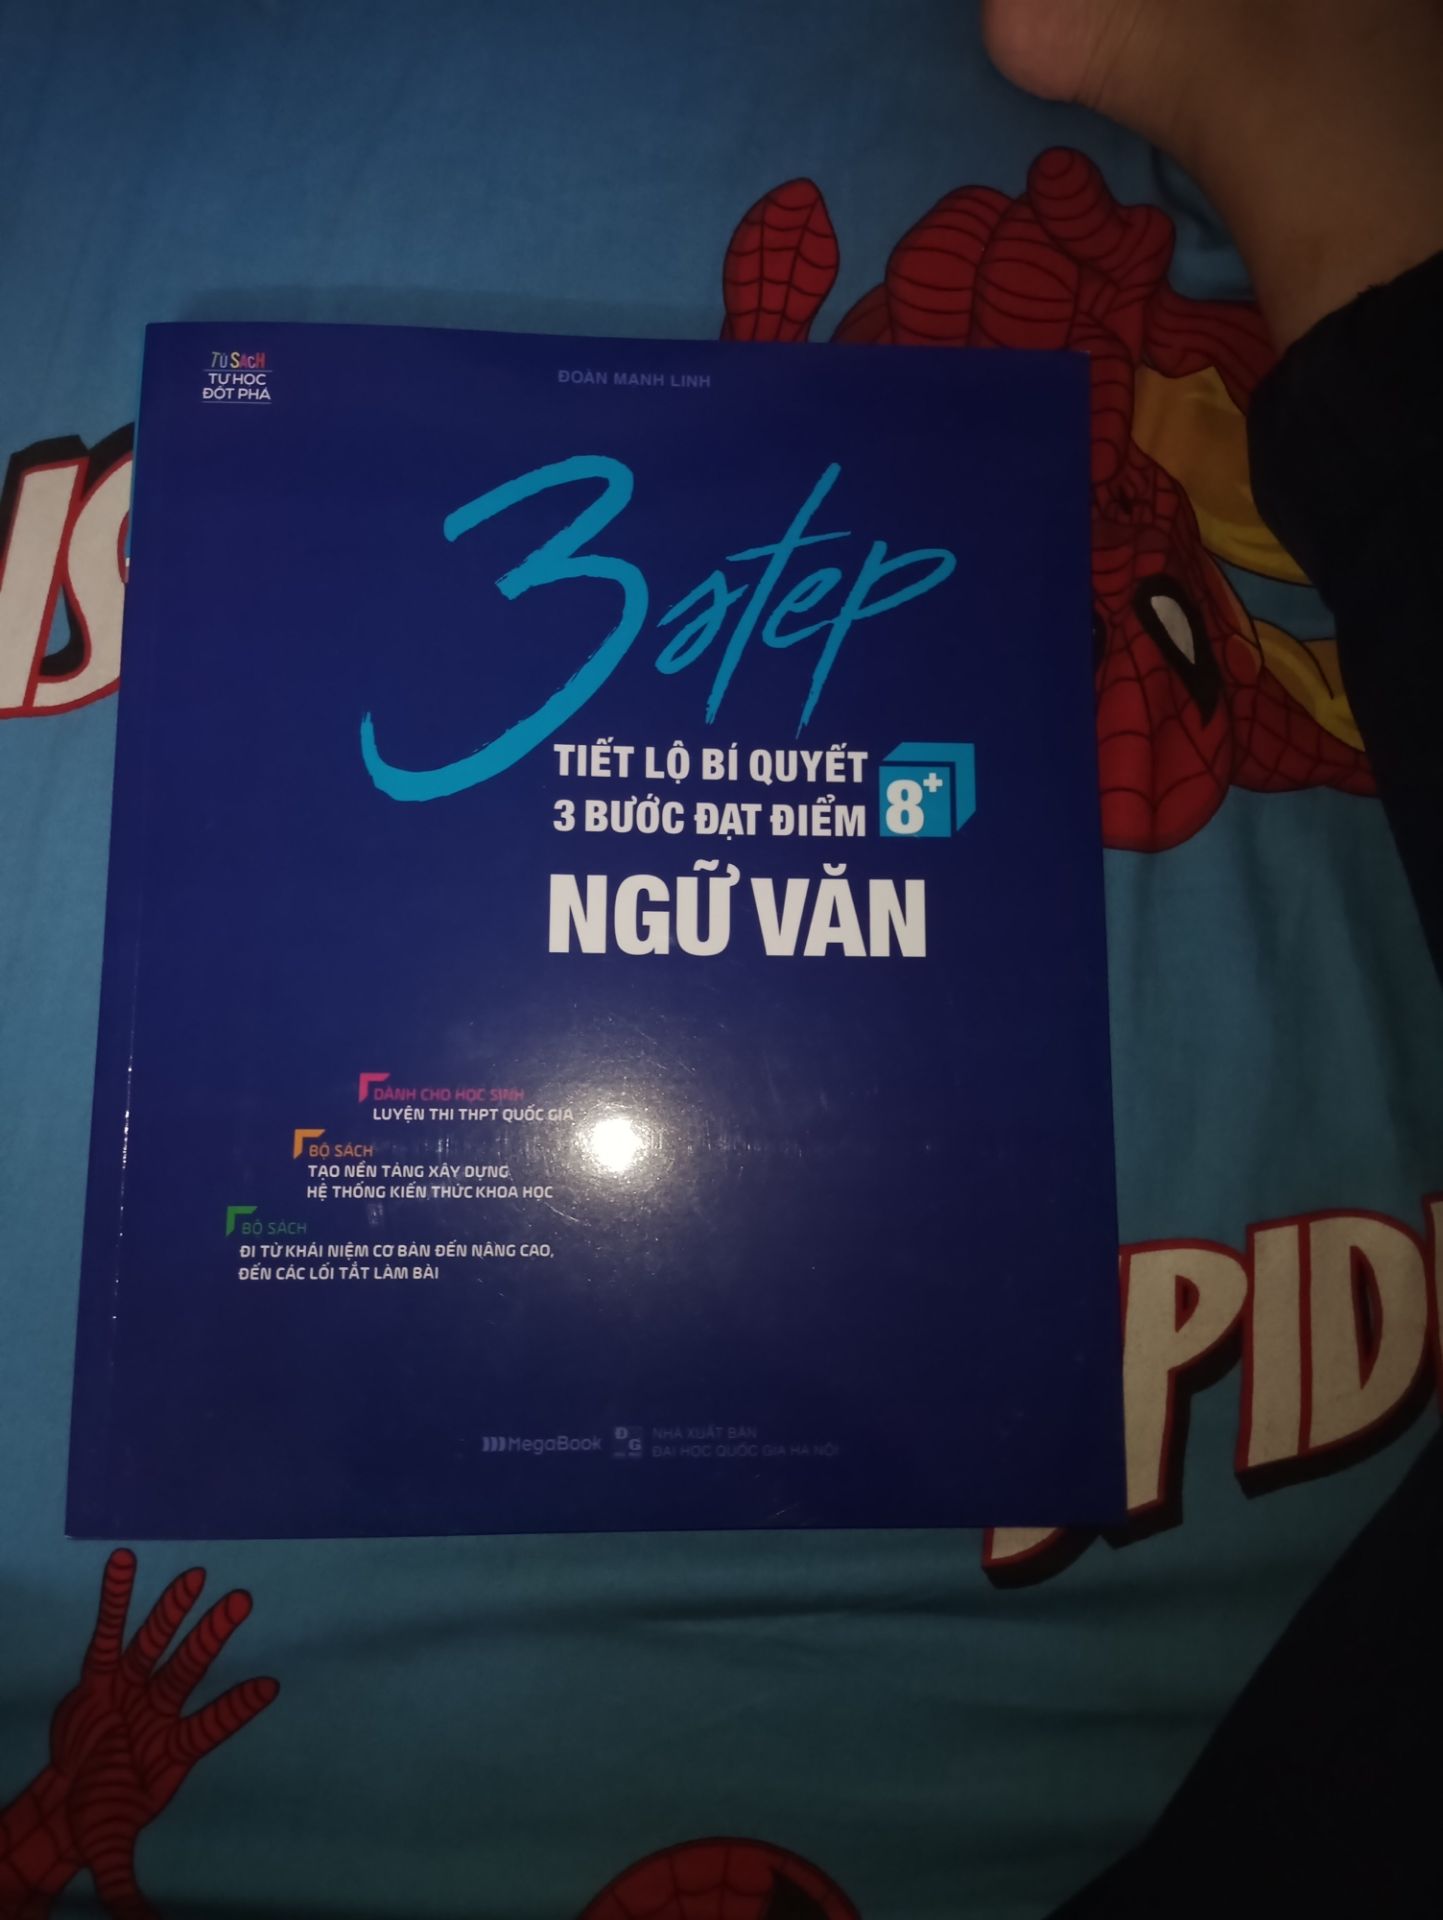 TỦ SÁCH
TỰ HỌC
ĐỘT PHÁ
ĐOÀN MẠNH LINH
3 step
TIẾT LỘ BÍ QUYẾT
3 BƯỚC ĐẠT ĐIỂM 8+
NGỮ VĂN
DÀNH CHO HỌC SINH
LUYỆN THI THPT QUỐC GIA
BỘ SÁCH
TẠO NỀN TẢNG XÂY DỰNG
HỆ THỐNG KIẾN THỨC KHOA HỌC
BỘ SÁCH
ĐI TỪ KHÁI NIỆM CƠ BẢN ĐẾN NÂNG CAO,
ĐẾN CÁC LỐI TẮT LÀM BÀI
MegaBook
NHÀ XUẤT BẢN
ĐẠI HỌC QUỐC GIA HÀ NỘI